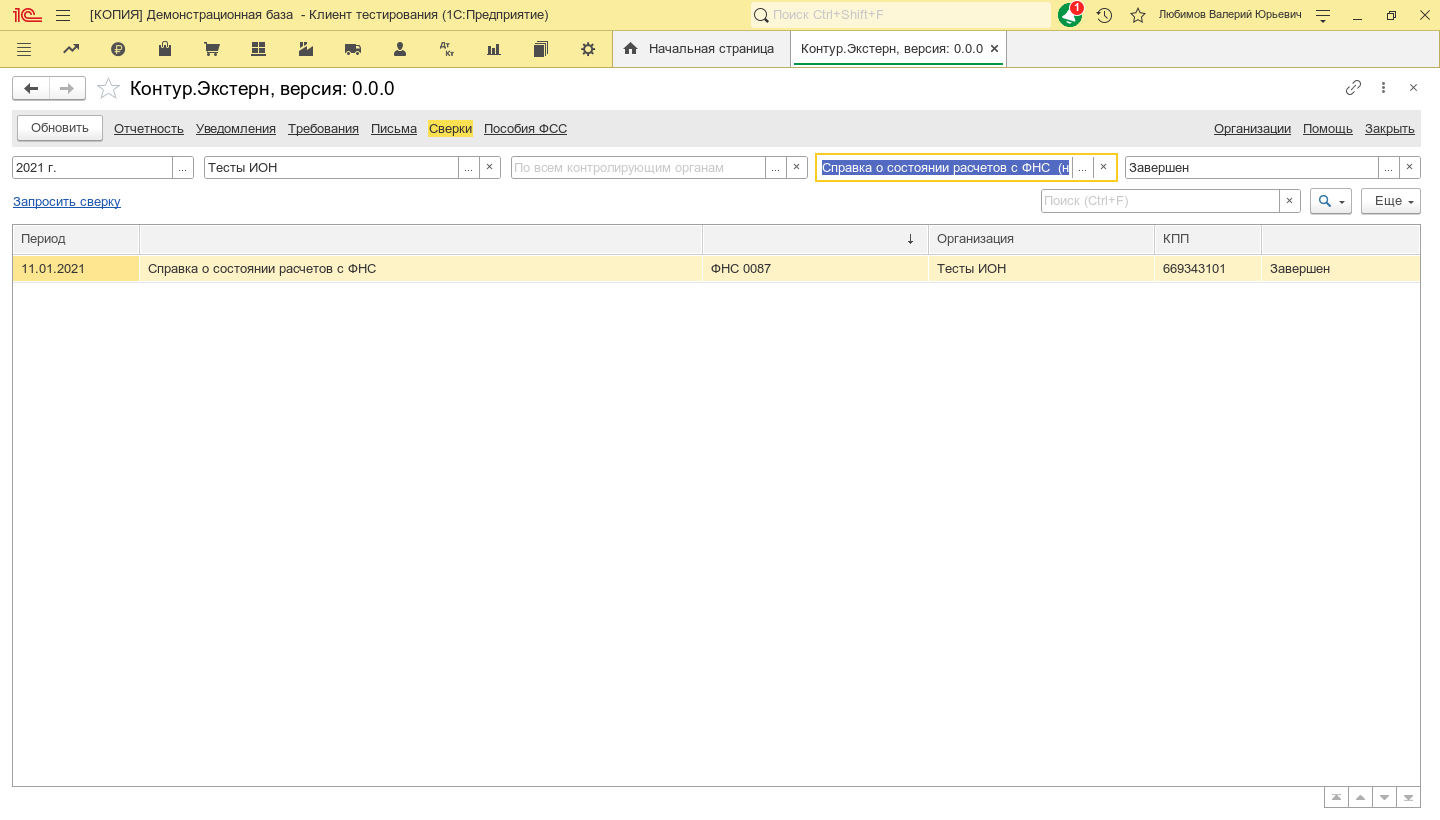 [КОПИЯ] Демонстрационная база - Клиент тестирования (1С:Предприятие)
Поиск Ctrl+Shift+F
1
Любимов Валерий Юрьевич
Начальная страница
Контур.Экстерн, версия: 0.0.0
Контур.Экстерн, версия: 0.0.0
Обновить
Отчетность
Уведомления
Требования
Письма
Сверки
Пособия ФСС
Организации
Помощь
Закрыть
2021 г.
...
Тесты ИОН
...
По всем контролирующим органам
...
Справка о состоянии расчетов с ФНС (н
...
Завершен
...
Запросить сверку
Поиск (Ctrl+F)
Еще
Период
Организация
КПП
11.01.2021
Справка о состоянии расчетов с ФНС
ФНС 0087
Тесты ИОН
669343101
Завершен